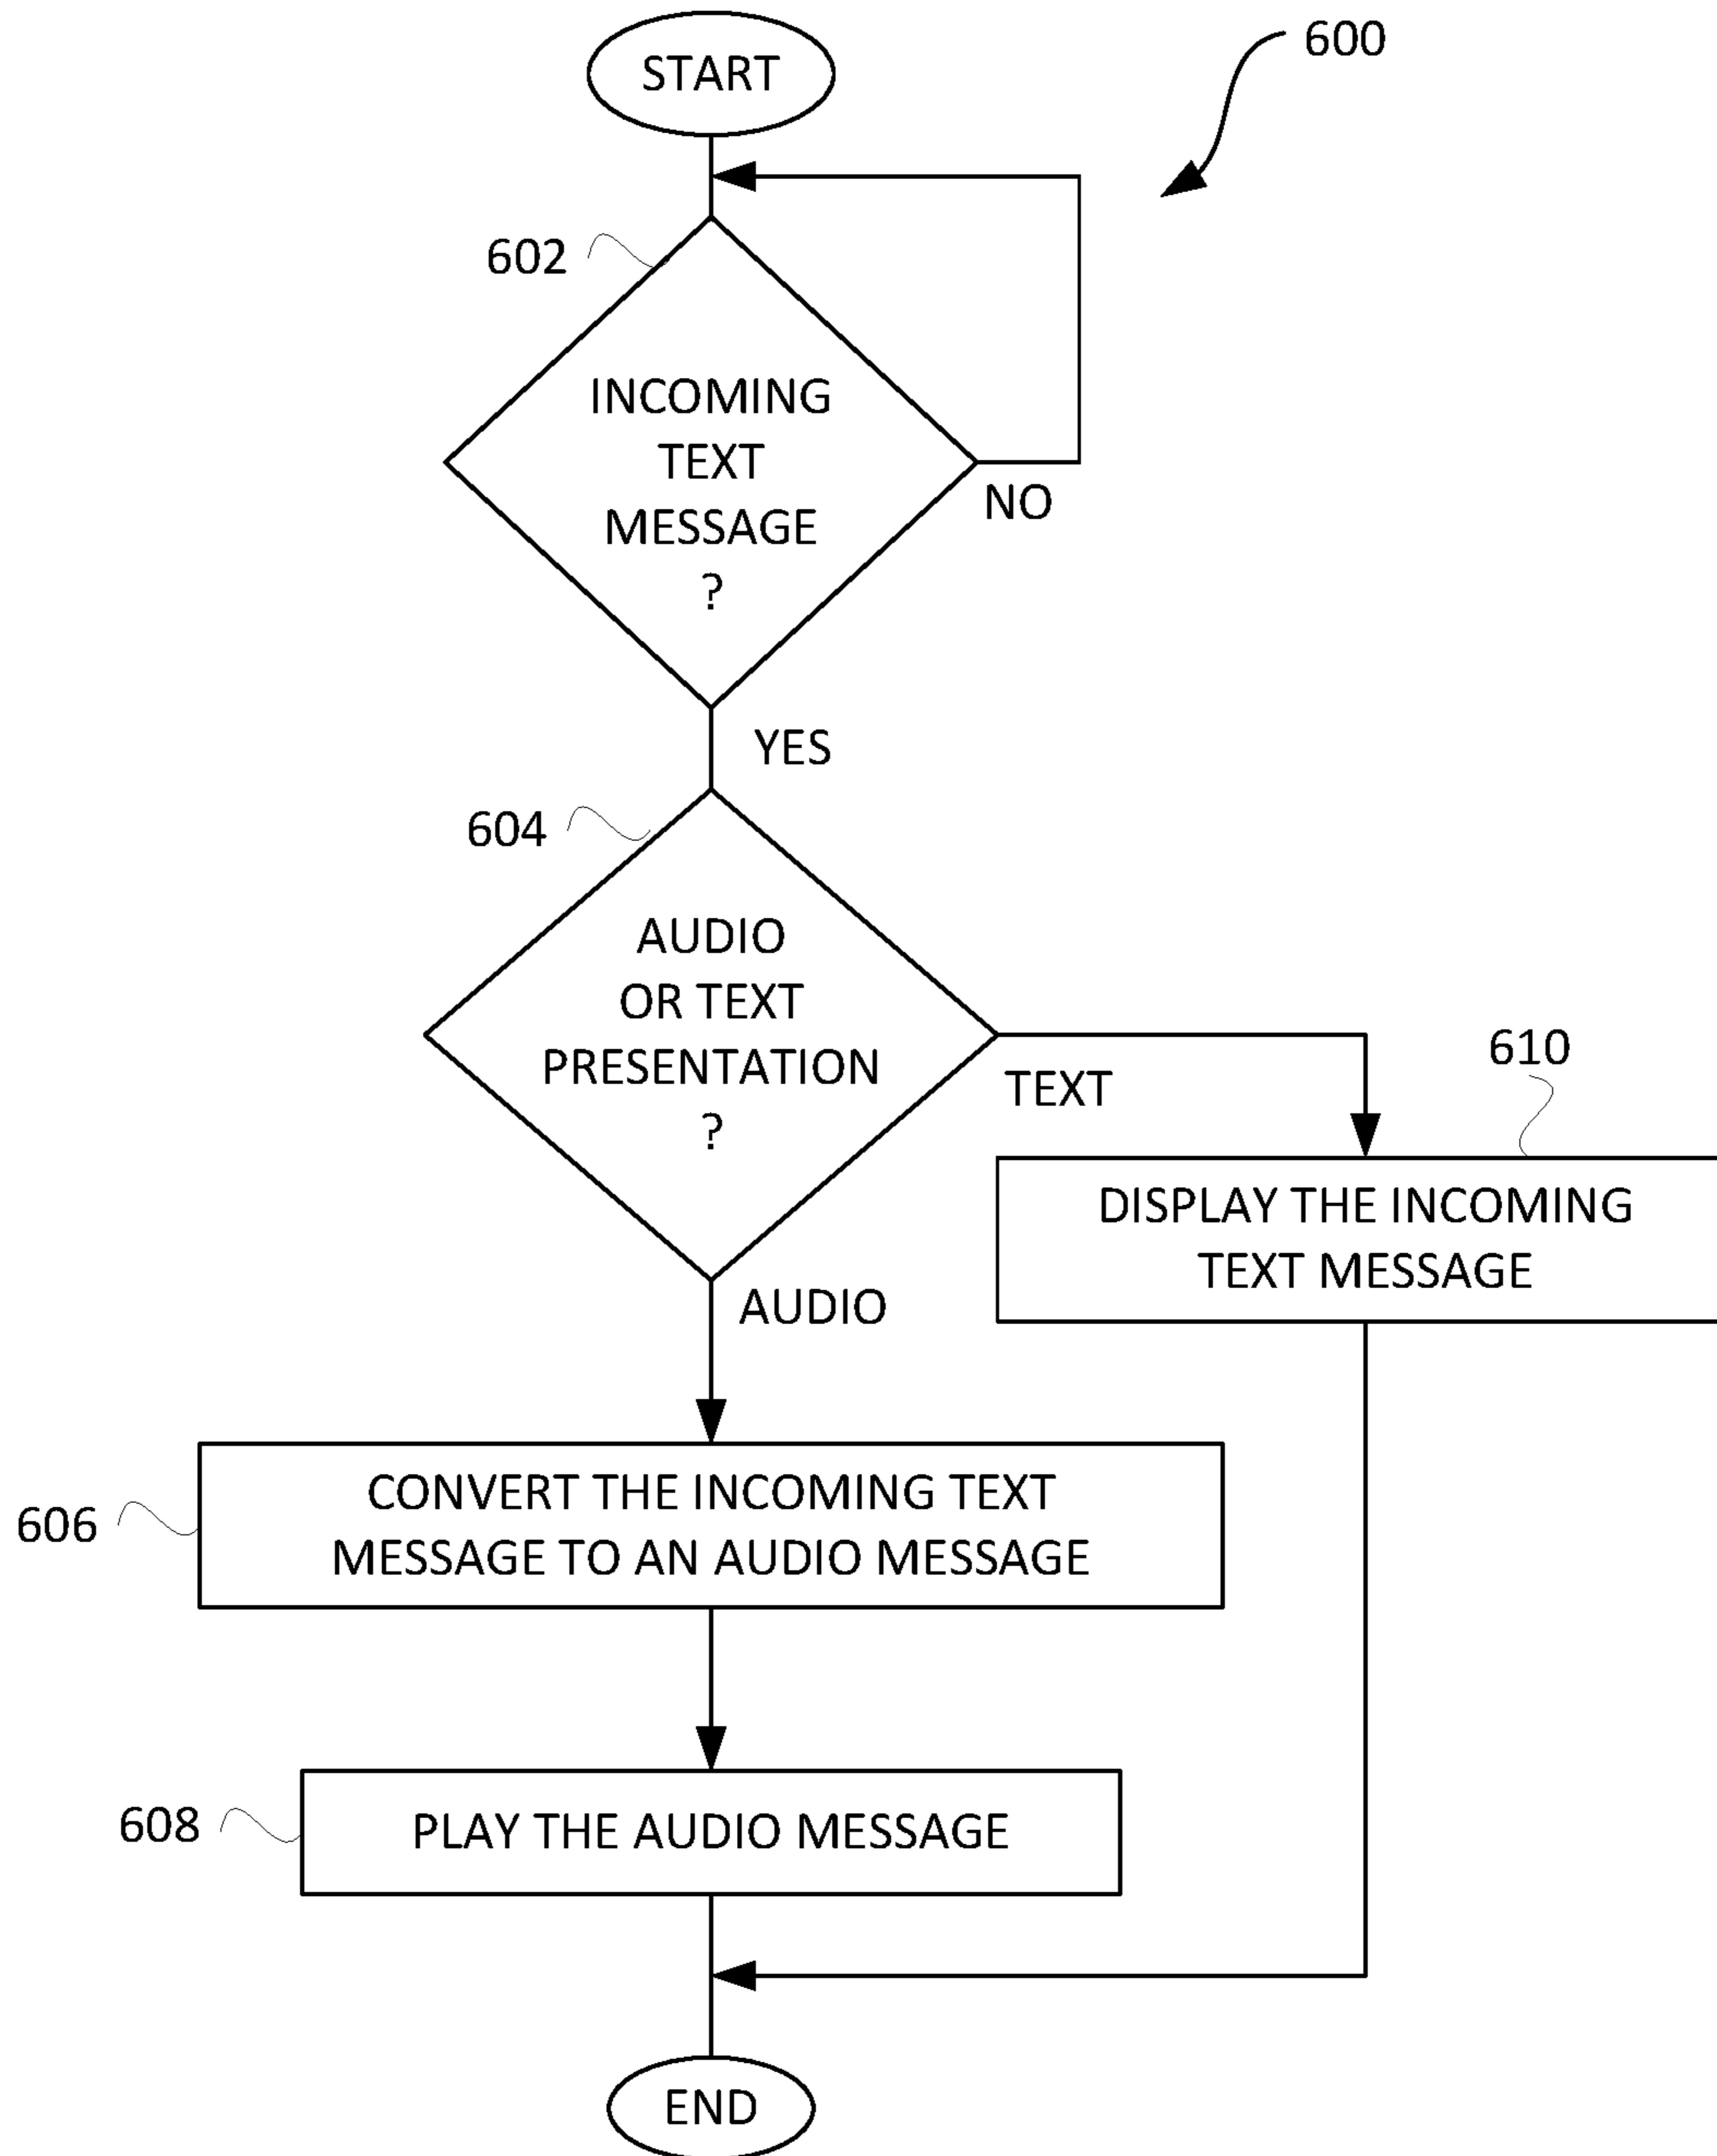 START
600
602
INCOMING
TEXT
MESSAGE
?
NO
YES
604
AUDIO
OR TEXT
PRESENTATION
?
TEXT
610
DISPLAY THE INCOMING
TEXT MESSAGE
AUDIO
606
CONVERT THE INCOMING TEXT
MESSAGE TO AN AUDIO MESSAGE
608
PLAY THE AUDIO MESSAGE
END